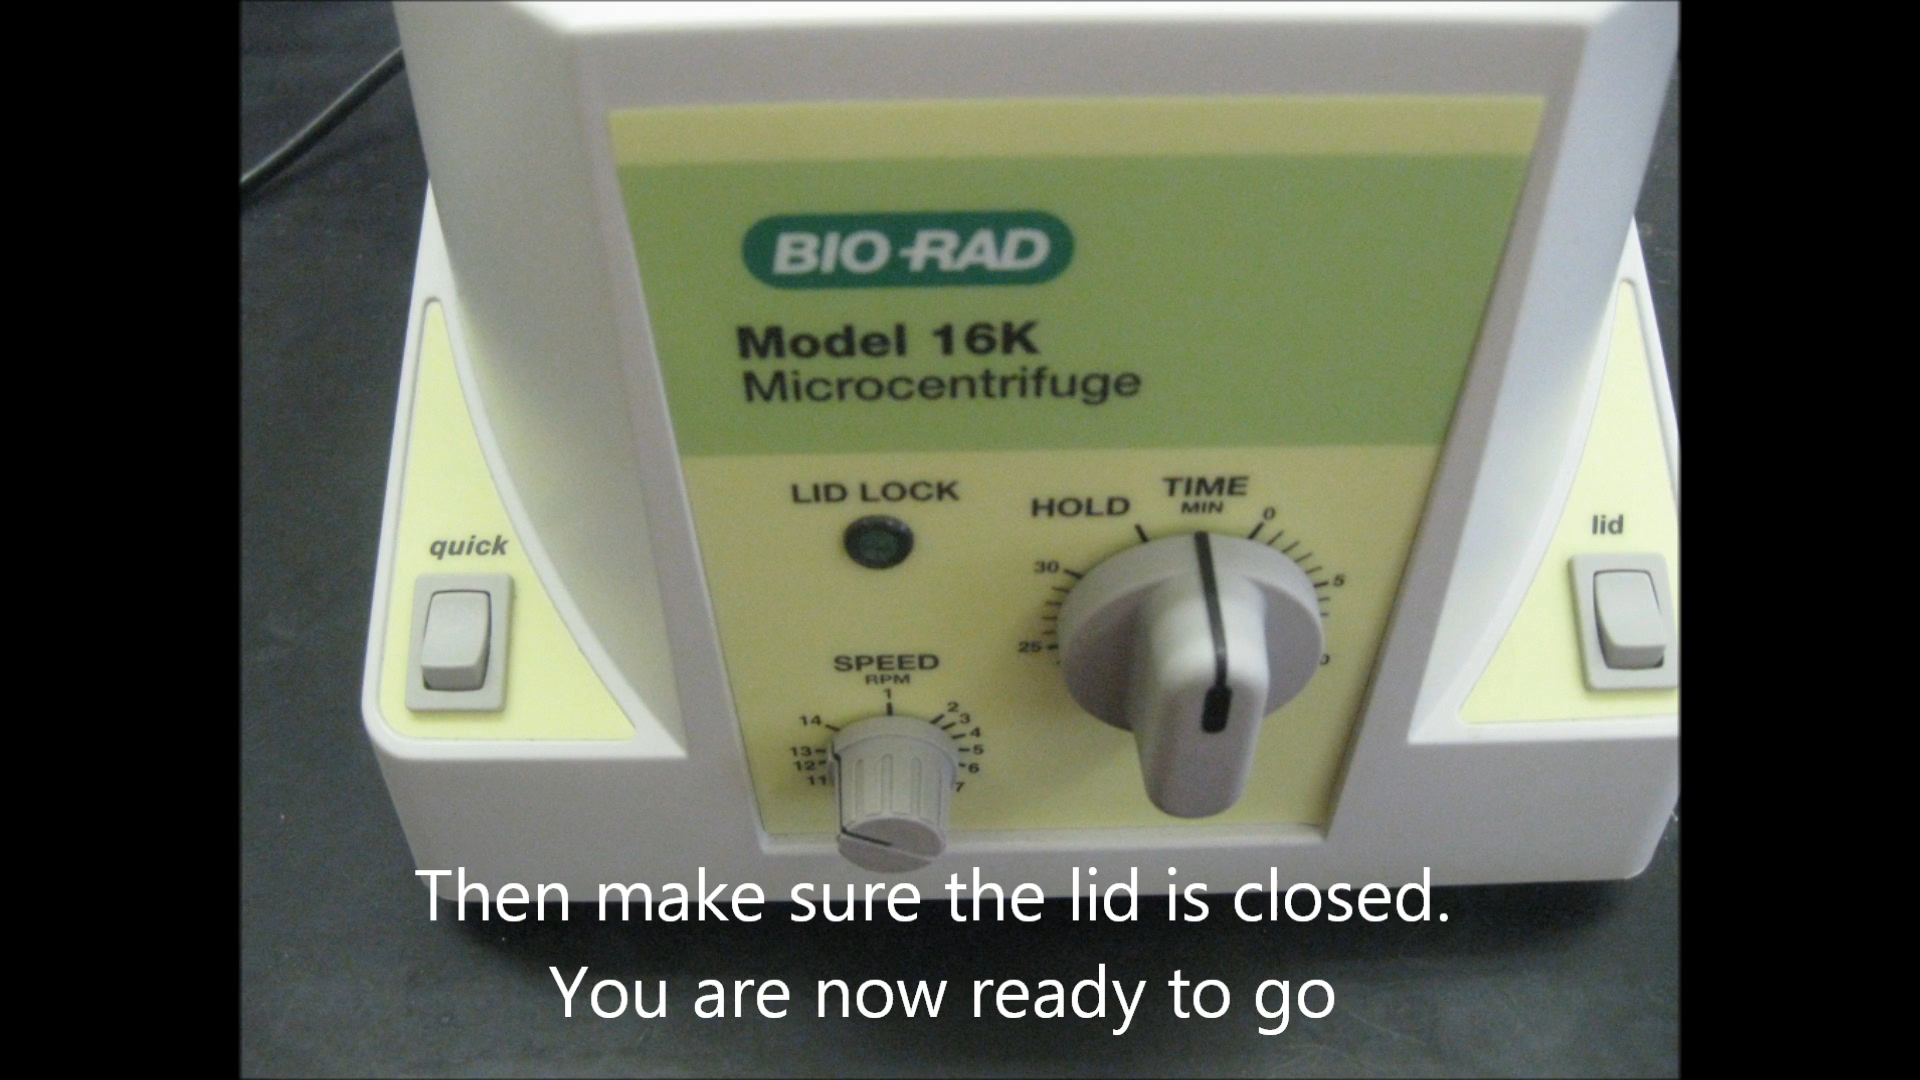 BIO-RAD
Model 16K
Microcentrifuge
LID LOCK
HOLD
TIME
MIN
0
5
30
25
quick
lid
SPEED
RPM
1
2
3
4
5
6
7
14
13
12
11
Then make sure the lid is closed.
You are now ready to go